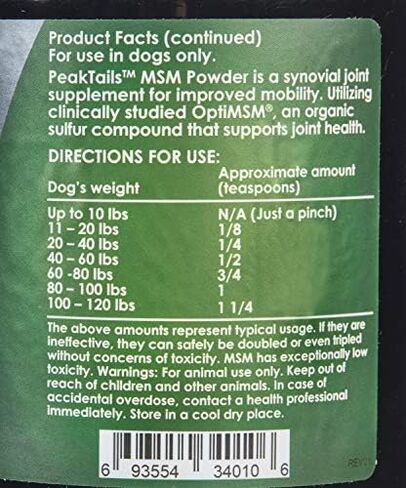 Product Facts (continued)
For use in dogs only.
PeakTails™ MSM Powder is a synovial joint
supplement for improved mobility. Utilizing
clinically studied OptiMSM®, an organic
sulfur compound that supports joint health.
DIRECTIONS FOR USE:
Dog's weight Approximate amount (teaspoons)
Up to 10 lbs N/A (Just a pinch)
11 – 20 lbs 1/8
20 – 40 lbs 1/4
40 – 60 lbs 1/2
60 -80 lbs 3/4
80 – 100 lbs 1
100 – 120 lbs 1 1/4
The above amounts represent typical usage. If they are
ineffective, they can safely be doubled or even tripled
without concerns of toxicity. MSM has exceptionally low
toxicity. Warnings: For animal use only. Keep out of
reach of children and other animals. In case of
accidental overdose, contact a health professional
immediately. Store in a cool dry place.
6 93554 34010 6